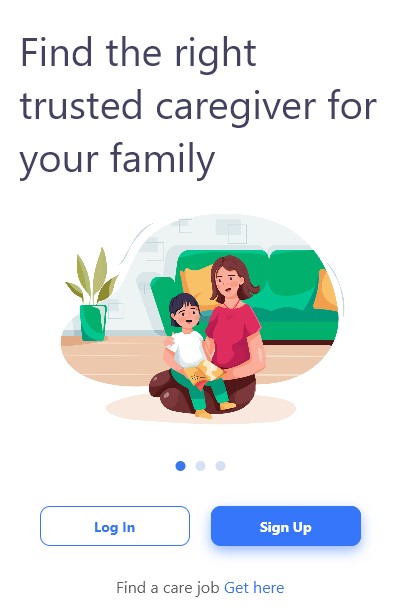 Find the right
trusted caregiver for
your family
Log In
Sign Up
Find a care job Get here